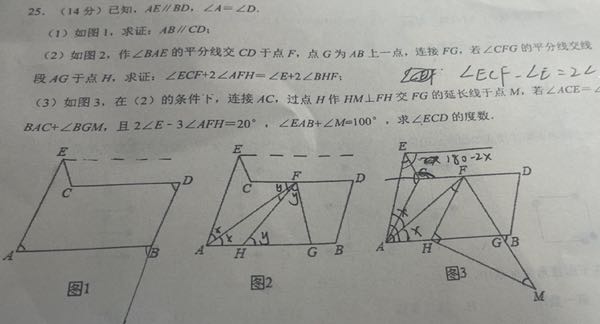 25. (14分)已知，AE∥BD，∠A=∠D.
(1)如图1，求证：AB∥CD；
(2)如图2，作∠BAE的平分线交CD于点F，点G为AB上一点，连接FG，若∠CFG的平分线交线
段AG于点H，求证：∠ECF+2∠AFH=∠E+2∠BHF；
∠ECF-∠E=2∠
(3)如图3，在(2)的条件下，连接AC，过点H作HM⊥FH交FG的延长线于点M，若∠ACE=∠
BAC+∠BGM，且2∠E-3∠AFH=20°，∠EAB+∠M=100°，求∠ECD的度数.
E
C
D
A
B
图1
E
C
F
D
y
y
x
x
y
A
H
G
B
图2
E
180-2x
F
D
x
x
A
H
G
B
M
图3